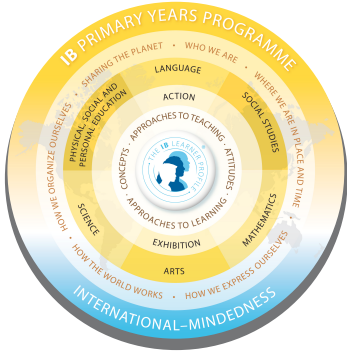 IB PRIMARY YEARS PROGRAMME
SHARING THE PLANET • WHO WE ARE • WHERE WE ARE IN PLACE AND TIME • HOW WE EXPRESS OURSELVES • HOW THE WORLD WORKS • HOW WE ORGANIZE OURSELVES
LANGUAGE
SOCIAL STUDIES
MATHEMATICS
ARTS
SCIENCE
PHYSICAL, SOCIAL AND
PERSONAL EDUCATION
ACTION
EXHIBITION
APPROACHES TO TEACHING • ATTITUDES • APPROACHES TO LEARNING • CONCEPTS
THE IB LEARNER PROFILE
INTERNATIONAL–MINDEDNESS